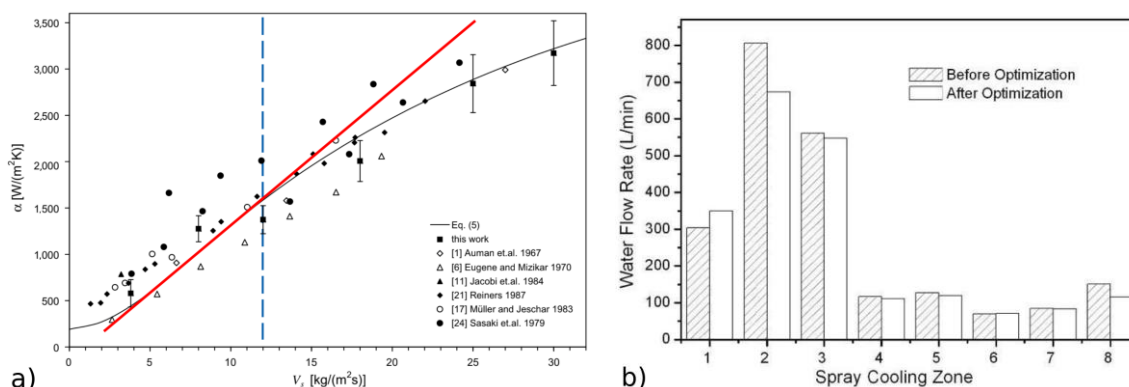 3,500
3,000
2,500
2,000
1,500
1,000
500
0
α [W/(m²K)]
Eq. (5)
this work
[1] Auman et.al. 1967
[6] Eugene and Mizikar 1970
[11] Jacobi et.al. 1984
[21] Reiners 1987
[17] Müller and Jeschar 1983
[24] Sasaki et.al. 1979
0 5 10 15 20 25 30
Vs [kg/(m²s)]
a)
800
700
600
500
400
300
200
100
0
Water Flow Rate (L/min)
Before Optimization
After Optimization
1 2 3 4 5 6 7 8
Spray Cooling Zone
b)